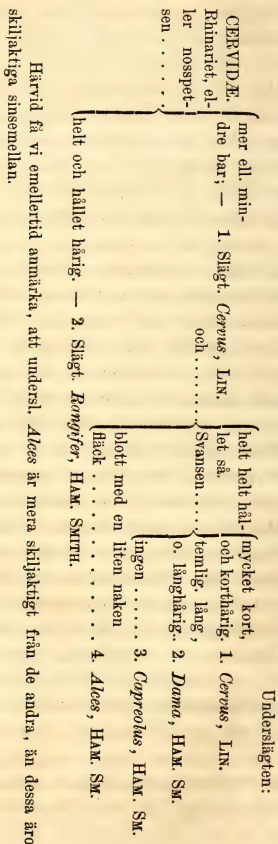 Underslägten:
mer ell. min- helt helt hål- mycket kort,
CERVIDÆ.
dre bar; — 1. Slägt. Cervus, LIN. let så. och korthårig. 1. Cervus, LIN.
Rhinariet, el-
och ........ Svansen ..... temlig. lång,
ler nosspet-
o. långhårig.. 2. Dama, HAM. SM.
sen ......
ingen ...... 3. Capreolus, HAM. SM.
blott med en liten naken
fläck ........... 4. Alces, HAM. SM.
helt och hållet hårig. — 2. Slägt. Rangifer, HAM. SMITH.
Härvid få vi emellertid anmärka, att undersl. Alces är mera skiljaktigt från de andra, än dessa äro
skiljaktiga sinsemellan.